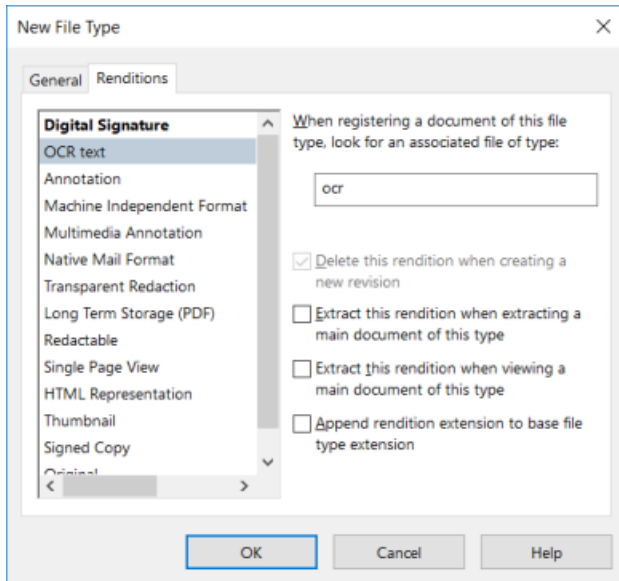 New File Type
General
Renditions
Digital Signature
OCR text
Annotation
Machine Independent Format
Multimedia Annotation
Native Mail Format
Transparent Redaction
Long Term Storage (PDF)
Redactable
Single Page View
HTML Representation
Thumbnail
Signed Copy
Original
When registering a document of this file
type, look for an associated file of type:
ocr
Delete this rendition when creating a
new revision
Extract this rendition when extracting a
main document of this type
Extract this rendition when viewing a
main document of this type
Append rendition extension to base file
type extension
OK
Cancel
Help